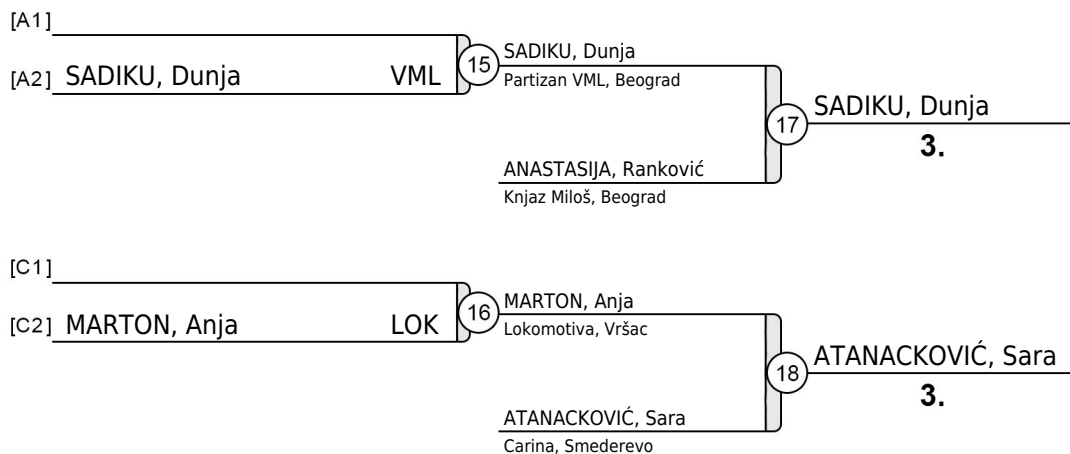 [A1]
[A2] SADIKU, Dunja VML
15
SADIKU, Dunja
Partizan VML, Beograd
17
SADIKU, Dunja
3.
ANASTASIJA, Ranković
Knjaz Miloš, Beograd
[C1]
[C2] MARTON, Anja LOK
16
MARTON, Anja
Lokomotiva, Vršac
18
ATANACKOVIĆ, Sara
3.
ATANACKOVIĆ, Sara
Carina, Smederevo